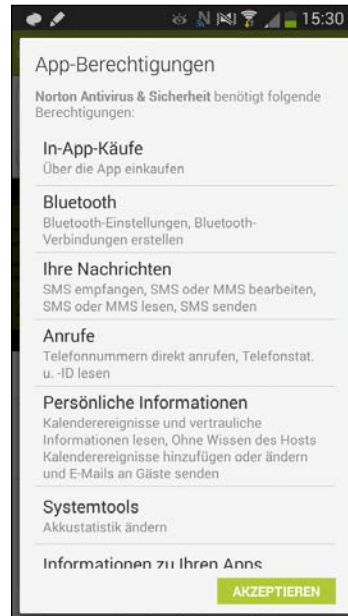 15:30
App-Berechtigungen
Norton Antivirus & Sicherheit benötigt folgende
Berechtigungen:
In-App-Käufe
Über die App einkaufen
Bluetooth
Bluetooth-Einstellungen, Bluetooth-
Verbindungen erstellen
Ihre Nachrichten
SMS empfangen, SMS oder MMS bearbeiten,
SMS oder MMS lesen, SMS senden
Anrufe
Telefonnummern direkt anrufen, Telefonstat.
u. -ID lesen
Persönliche Informationen
Kalenderereignisse und vertrauliche
Informationen lesen, Ohne Wissen des Hosts
Kalenderereignisse hinzufügen oder ändern
und E-Mails an Gäste senden
Systemtools
Akkustatistik ändern
Informationen zu Ihren Apps
AKZEPTIEREN